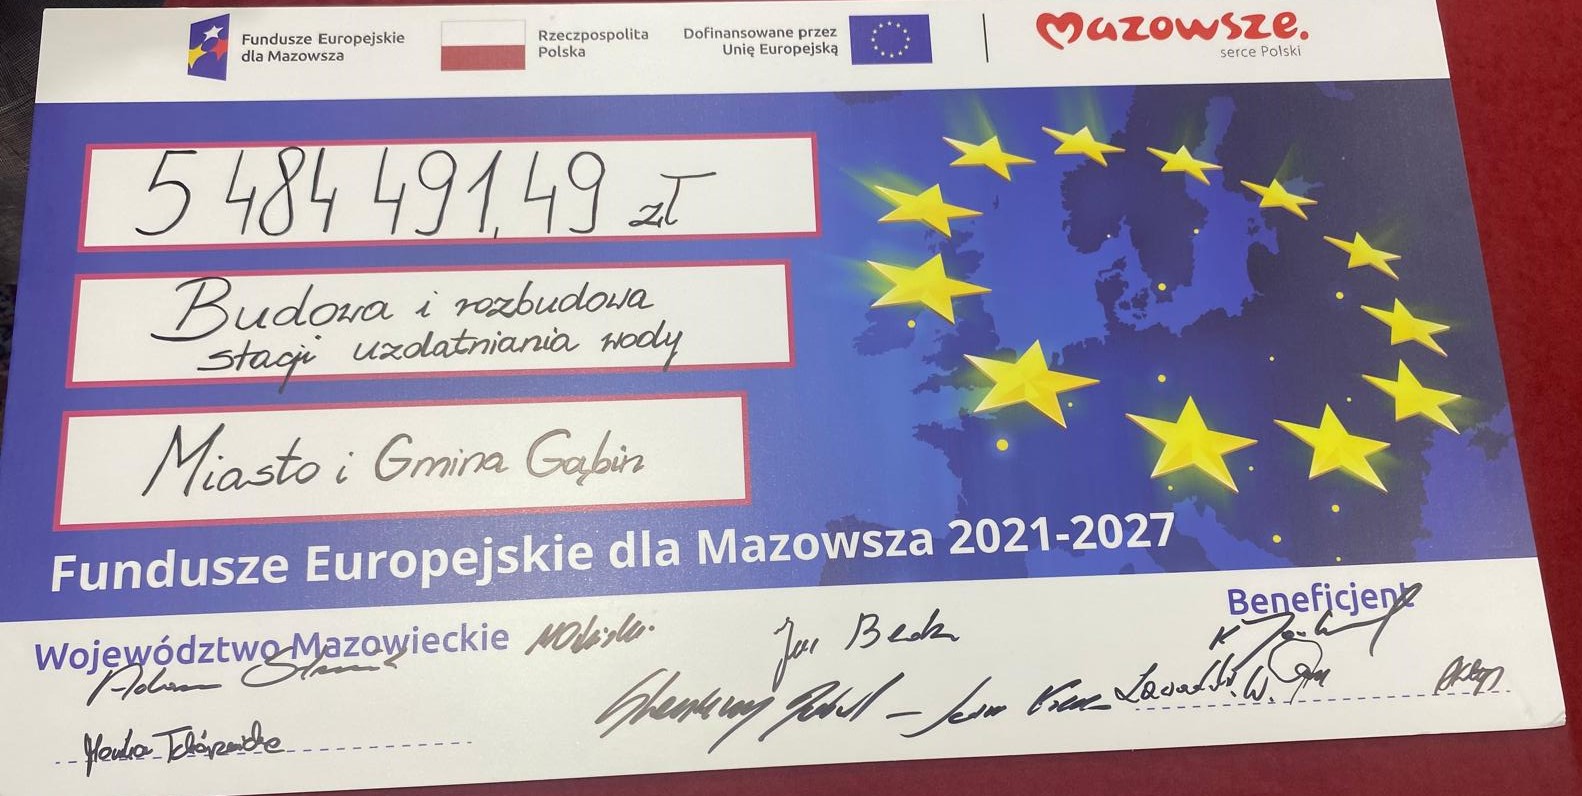 Fundusze Europejskie
dla Mazowsza
Rzeczpospolita
Polska
Dofinansowane przez
Unię Europejską
Mazowsze.
serce Polski
5 484 491,49 zł
Budowa i rozbudowa
stacji uzdatniania wody
Miasto i Gmina Gąbin
Fundusze Europejskie dla Mazowsza 2021-2027
Województwo Mazowieckie
Beneficjent
Adam